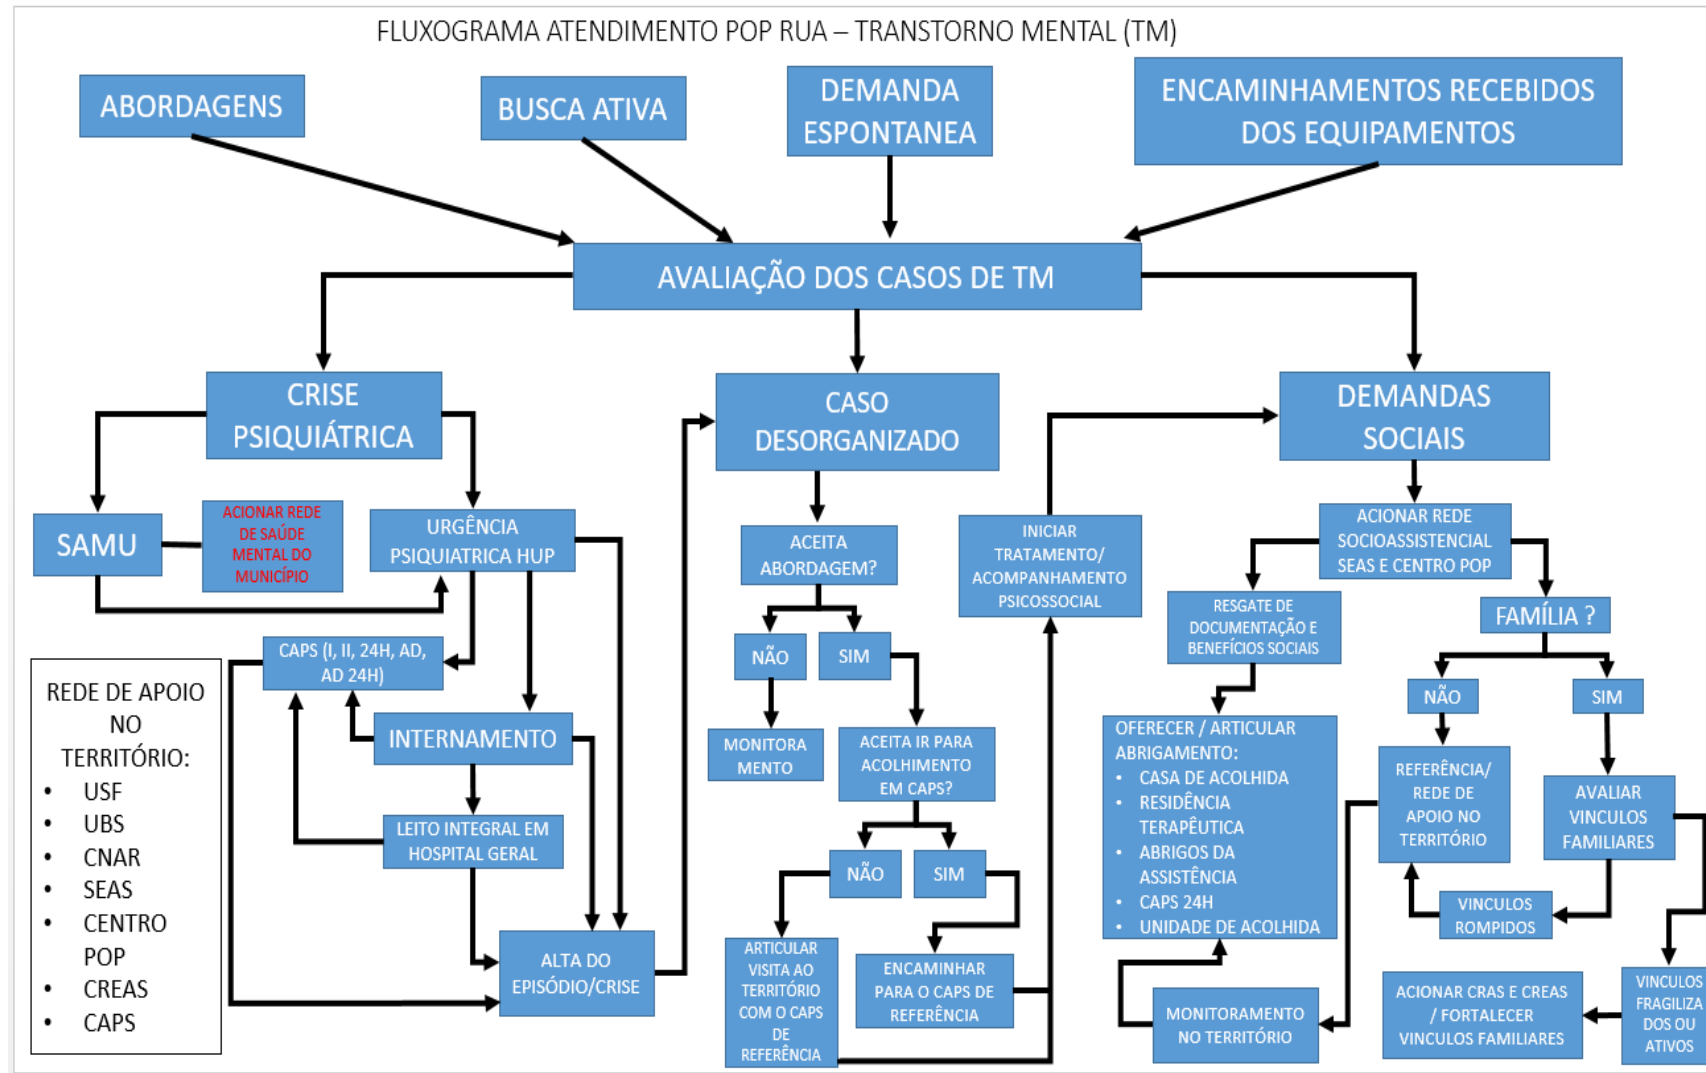 FLUXOGRAMA ATENDIMENTO POP RUA – TRANSTORNO MENTAL (TM)
ABORDAGENS
BUSCA ATIVA
DEMANDA
ESPONTANEA
ENCAMINHAMENTOS RECEBIDOS
DOS EQUIPAMENTOS
AVALIAÇÃO DOS CASOS DE TM
CRISE
PSIQUIÁTRICA
CASO
DESORGANIZADO
DEMANDAS
SOCIAIS
SAMU
ACIONAR REDE
DE SAÚDE
MENTAL DO
MUNICÍPIO
URGÊNCIA
PSIQUIATRICA HUP
CAPS (I, II, 24H, AD,
AD 24H)
INTERNAMENTO
LEITO INTEGRAL EM
HOSPITAL GERAL
ALTA DO
EPISÓDIO/CRISE
REDE DE APOIO
NO
TERRITÓRIO:
• USF
• UBS
• CNAR
• SEAS
• CENTRO
POP
• CREAS
• CAPS
ACEITA
ABORDAGEM?
NÃO
SIM
MONITORA
MENTO
ACEITA IR PARA
ACOLHIMENTO
EM CAPS?
NÃO
SIM
ARTICULAR
VISITA AO
TERRITÓRIO
COM O CAPS
DE
REFERÊNCIA
ENCAMINHAR
PARA O CAPS DE
REFERÊNCIA
INICIAR
TRATAMENTO/
ACOMPANHAMENTO
PSICOSSOCIAL
ACIONAR REDE
SOCIOASSISTENCIAL
SEAS E CENTRO POP
RESGATE DE
DOCUMENTAÇÃO E
BENEFÍCIOS SOCIAIS
FAMÍLIA ?
NÃO
SIM
OFERECER / ARTICULAR
ABRIGAMENTO:
• CASA DE ACOLHIDA
• RESIDÊNCIA
TERAPÊUTICA
• ABRIGOS DA
ASSISTÊNCIA
• CAPS 24H
• UNIDADE DE ACOLHIDA
REFERÊNCIA/
REDE DE
APOIO NO
TERRITÓRIO
AVALIAR
VINCULOS
FAMILIARES
VINCULOS
ROMPIDOS
MONITORAMENTO
NO TERRITÓRIO
ACIONAR CRAS E CREAS
/ FORTALECER
VINCULOS FAMILIARES
VINCULOS
FRAGILIZA
DOS OU
ATIVOS